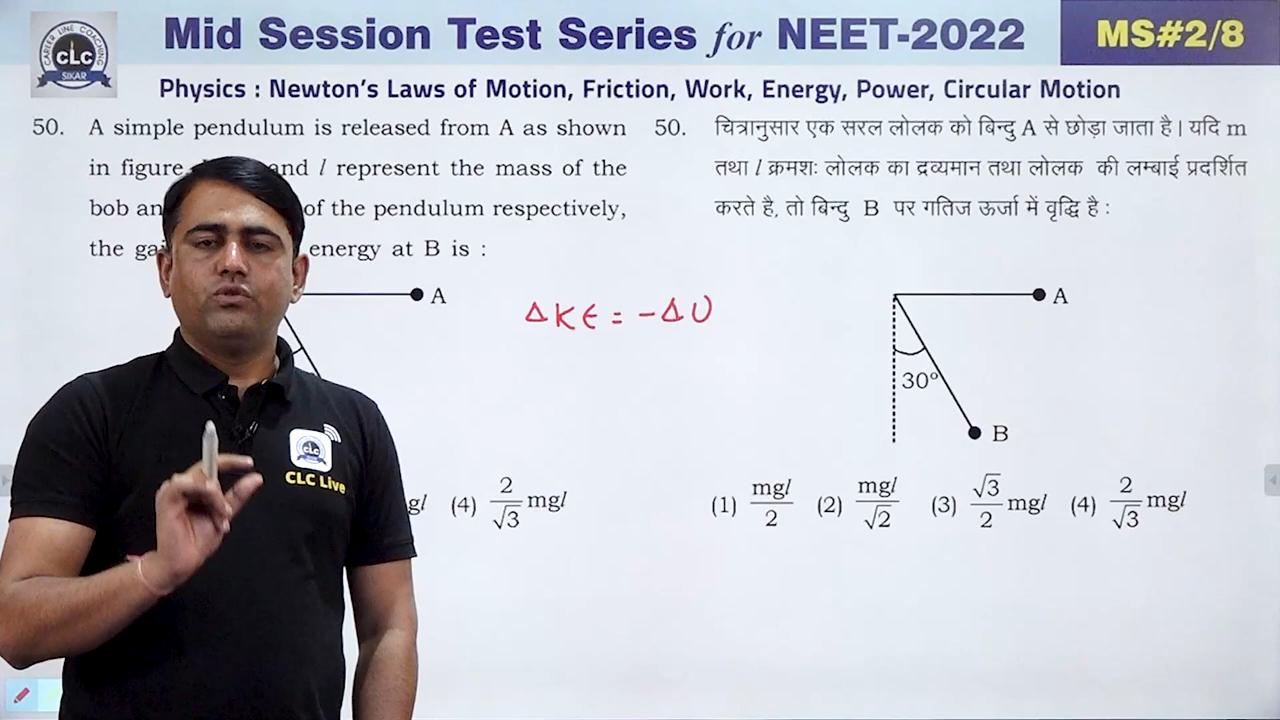 CAREER LINE COACHING
CLC
SIKAR
Mid Session Test Series for NEET-2022
MS#2/8
Physics : Newton's Laws of Motion, Friction, Work, Energy, Power, Circular Motion
50. A simple pendulum is released from A as shown
in figure and l represent the mass of the
bob an of the pendulum respectively,
the gai energy at B is :
A
gl (4) 2/√3 mgl
ΔKE = -ΔU
50. चित्रानुसार एक सरल लोलक को बिन्दु A से छोड़ा जाता है। यदि m
तथा l क्रमशः लोलक का द्रव्यमान तथा लोलक की लम्बाई प्रदर्शित
करते है, तो बिन्दु B पर गतिज ऊर्जा में वृद्धि है :
A
30°
B
(1) mgl/2 (2) mgl/√2 (3) √3/2 mgl (4) 2/√3 mgl
CLC
CLC Live